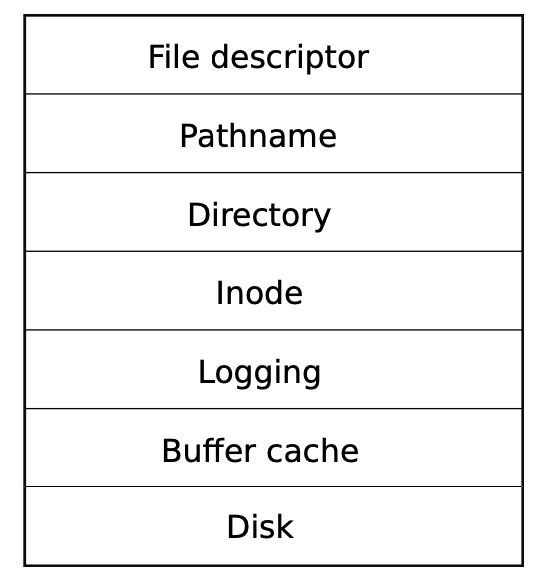 File descriptor
Pathname
Directory
Inode
Logging
Buffer cache
Disk